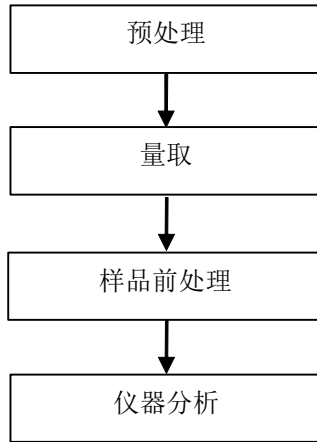 预处理
量取
样品前处理
仪器分析